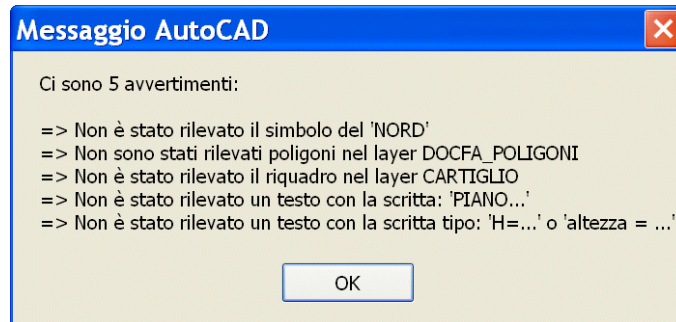 Messaggio AutoCAD
Ci sono 5 avvertimenti:
=> Non è stato rilevato il simbolo del 'NORD'
=> Non sono stati rilevati poligoni nel layer DOCFA_POLIGONI
=> Non è stato rilevato il riquadro nel layer CARTIGLIO
=> Non è stato rilevato un testo con la scritta: 'PIANO...'
=> Non è stato rilevato un testo con la scritta tipo: 'H=...' o 'altezza = ...'
OK